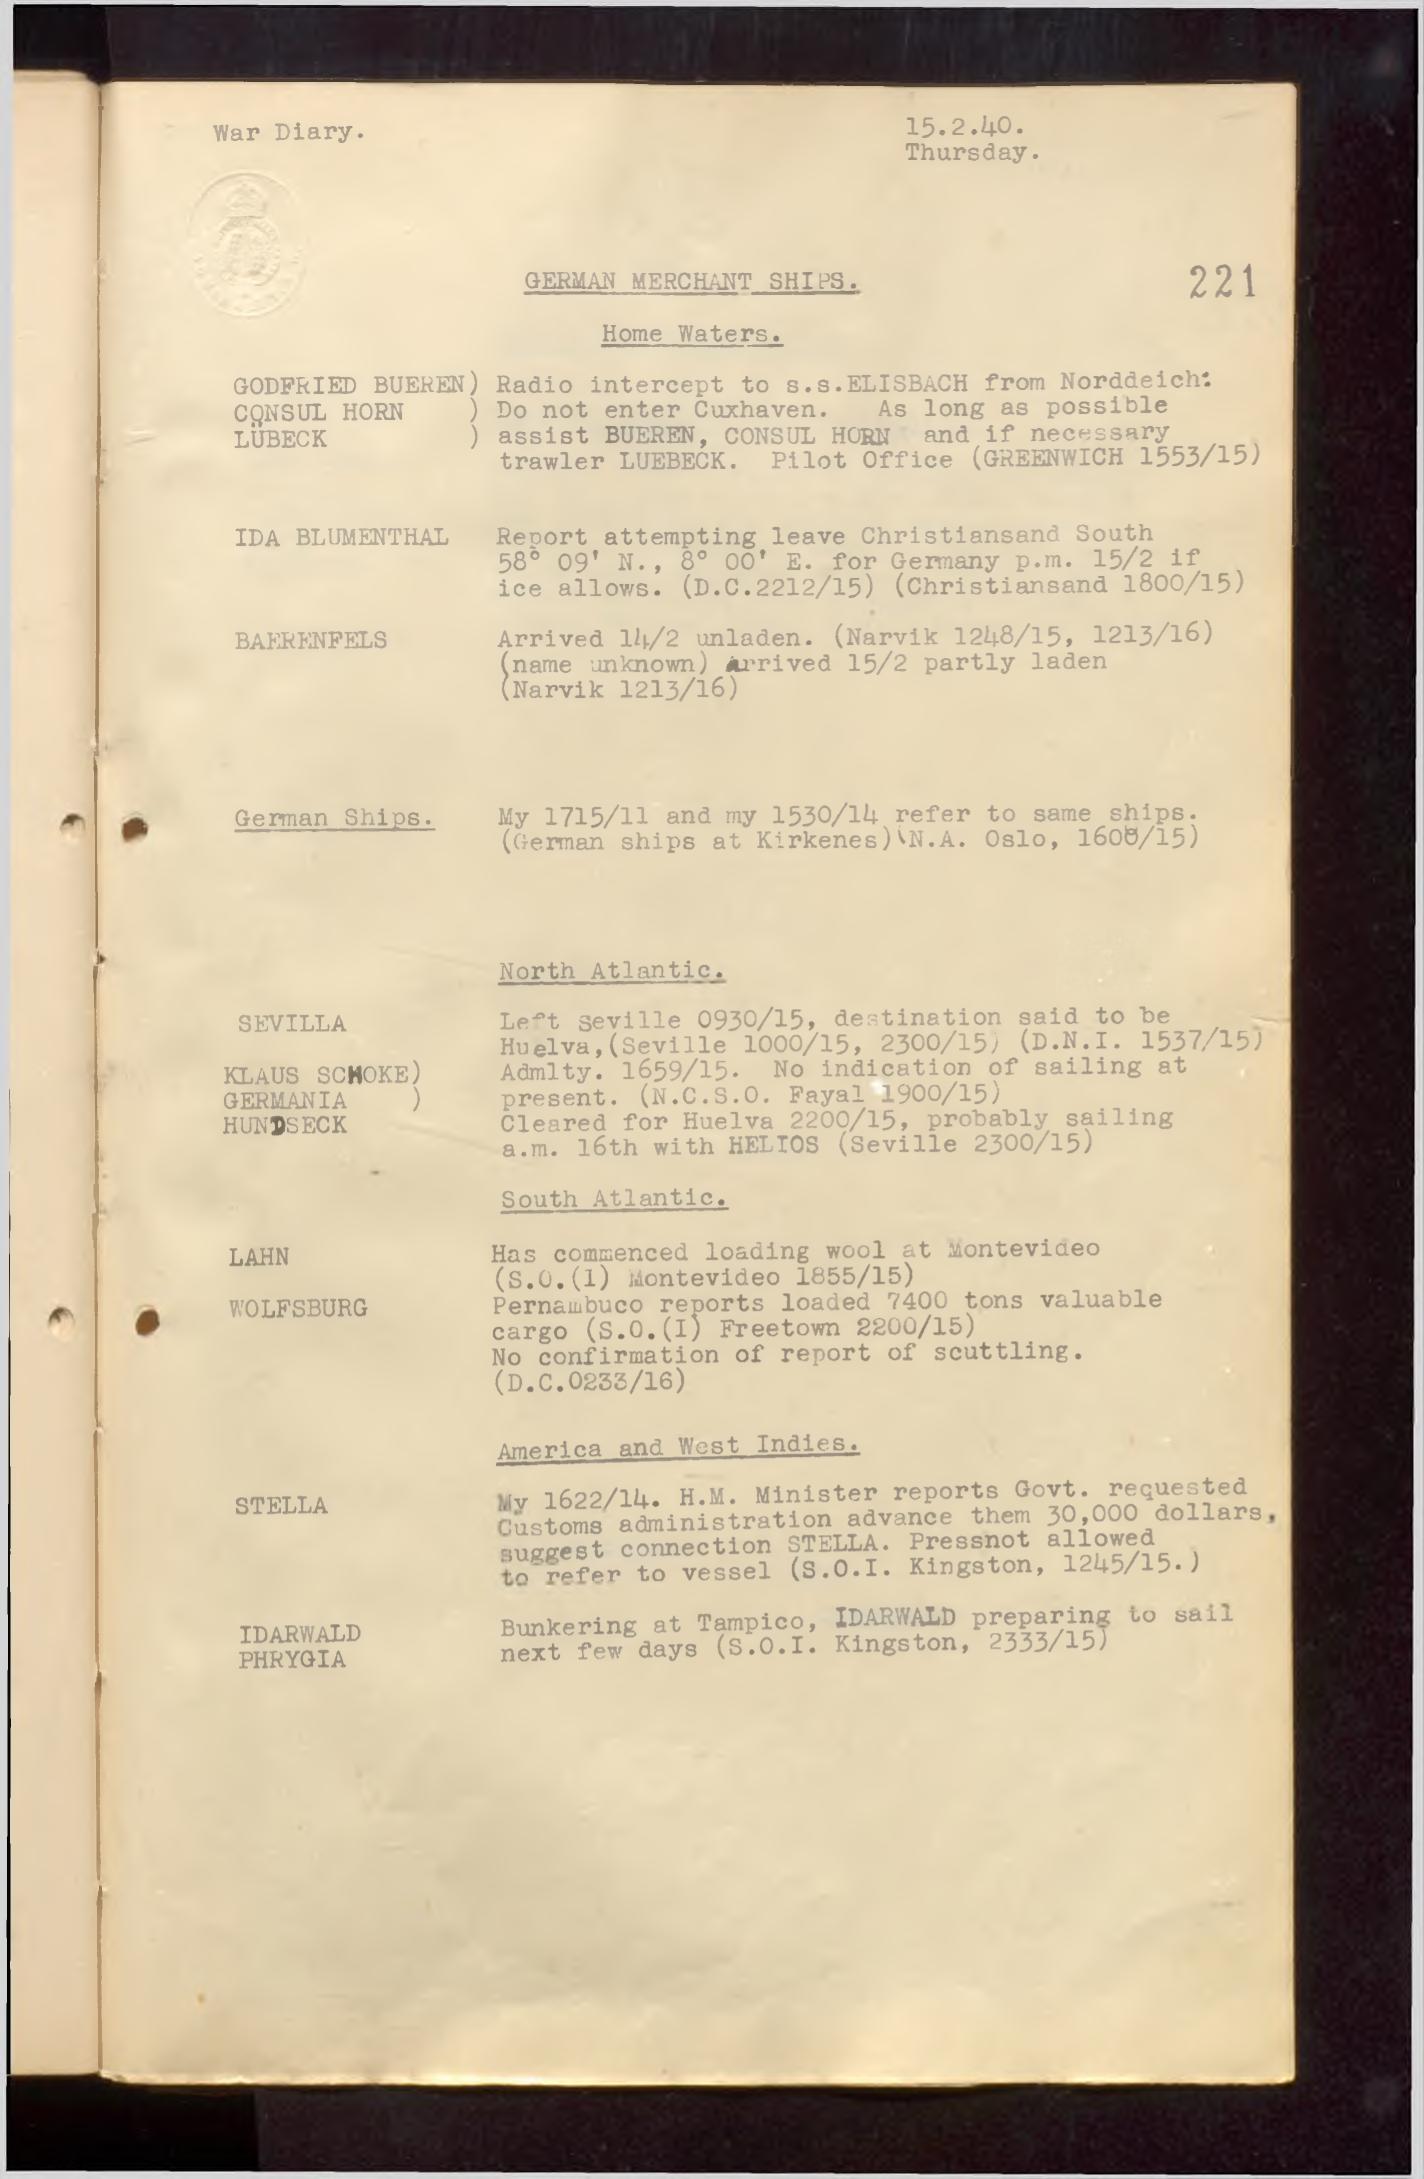 War Diary.
15.2.40.
Thursday.
GERMAN MERCHANT SHIPS.
221
Home Waters.
GODFRIED BUEREN) Radio intercept to s.s.ELISBACH from Norddeich:
CONSUL HORN ) Do not enter Cuxhaven. As long as possible
LÜBECK ) assist BUEREN, CONSUL HORN and if necessary
trawler LUEBECK. Pilot Office (GREENWICH 1553/15)
IDA BLUMENTHAL Report attempting leave Christiansand South
58° 09' N., 8° 00' E. for Germany p.m. 15/2 if
ice allows. (D.C.2212/15) (Christiansand 1800/15)
BAERENFELS Arrived 14/2 unladen. (Narvik 1248/15, 1213/16)
(name unknown) Arrived 15/2 partly laden
(Narvik 1213/16)
German Ships. My 1715/11 and my 1530/14 refer to same ships.
(German ships at Kirkenes)(N.A. Oslo, 1608/15)
North Atlantic.
SEVILLA Left Seville 0930/15, destination said to be
Huelva,(Seville 1000/15, 2300/15) (D.N.I. 1537/15)
KLAUS SCHOKE) Admlty. 1659/15. No indication of sailing at
GERMANIA ) present. (N.C.S.O. Fayal 1900/15)
HUNDSECK Cleared for Huelva 2200/15, probably sailing
a.m. 16th with HELIOS (Seville 2300/15)
South Atlantic.
LAHN Has commenced loading wool at Montevideo
(S.O.(1) Montevideo 1855/15)
WOLFSBURG Pernambuco reports loaded 7400 tons valuable
cargo (S.O.(I) Freetown 2200/15)
No confirmation of report of scuttling.
(D.C.0233/16)
America and West Indies.
STELLA My 1622/14. H.M. Minister reports Govt. requested
Customs administration advance them 30,000 dollars,
suggest connection STELLA. Pressnot allowed
to refer to vessel (S.O.I. Kingston, 1245/15.)
IDARWALD Bunkering at Tampico, IDARWALD preparing to sail
PHRYGIA next few days (S.O.I. Kingston, 2333/15)